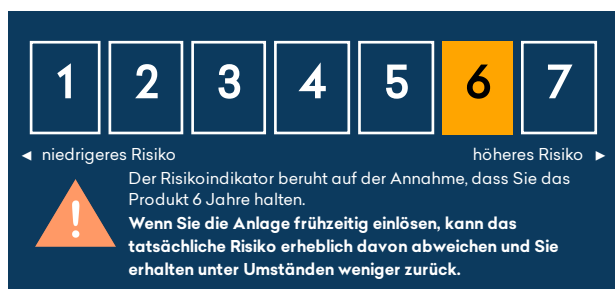 1 2 3 4 5 6 7
◄ niedrigeres Risiko höheres Risiko ►
Der Risikoindikator beruht auf der Annahme, dass Sie das
Produkt 6 Jahre halten.
Wenn Sie die Anlage frühzeitig einlösen, kann das
tatsächliche Risiko erheblich davon abweichen und Sie
erhalten unter Umständen weniger zurück.